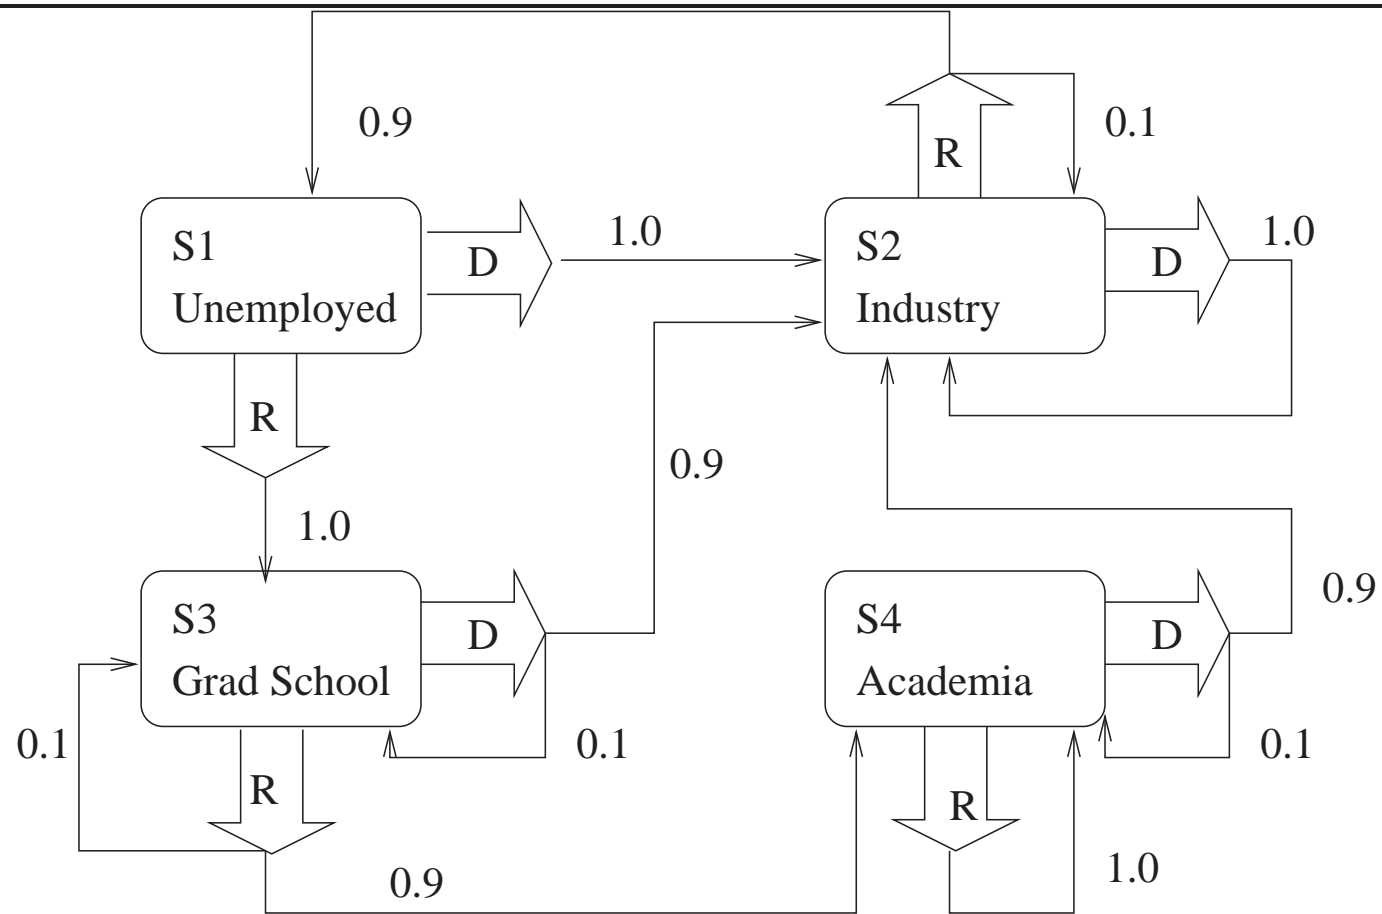 0.9
R
0.1
S1
Unemployed
D
1.0
S2
Industry
D
1.0
R
0.9
1.0
S3
Grad School
D
S4
Academia
D
0.9
0.1
R
0.1
R
0.1
0.9
1.0